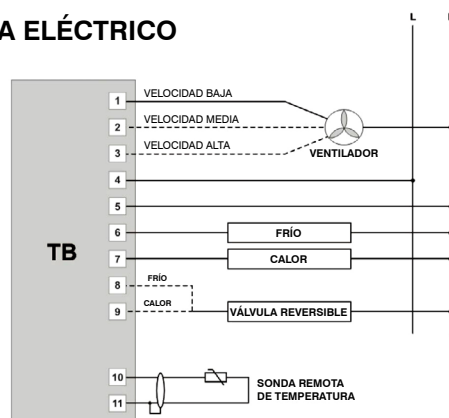 A ELÉCTRICO
L
1 VELOCIDAD BAJA
2 VELOCIDAD MEDIA
3 VELOCIDAD ALTA
VENTILADOR
4
5
TB
6 FRÍO
7 CALOR
8 FRÍO
9 CALOR
VÁLVULA REVERSIBLE
10
11
SONDA REMOTA
DE TEMPERATURA